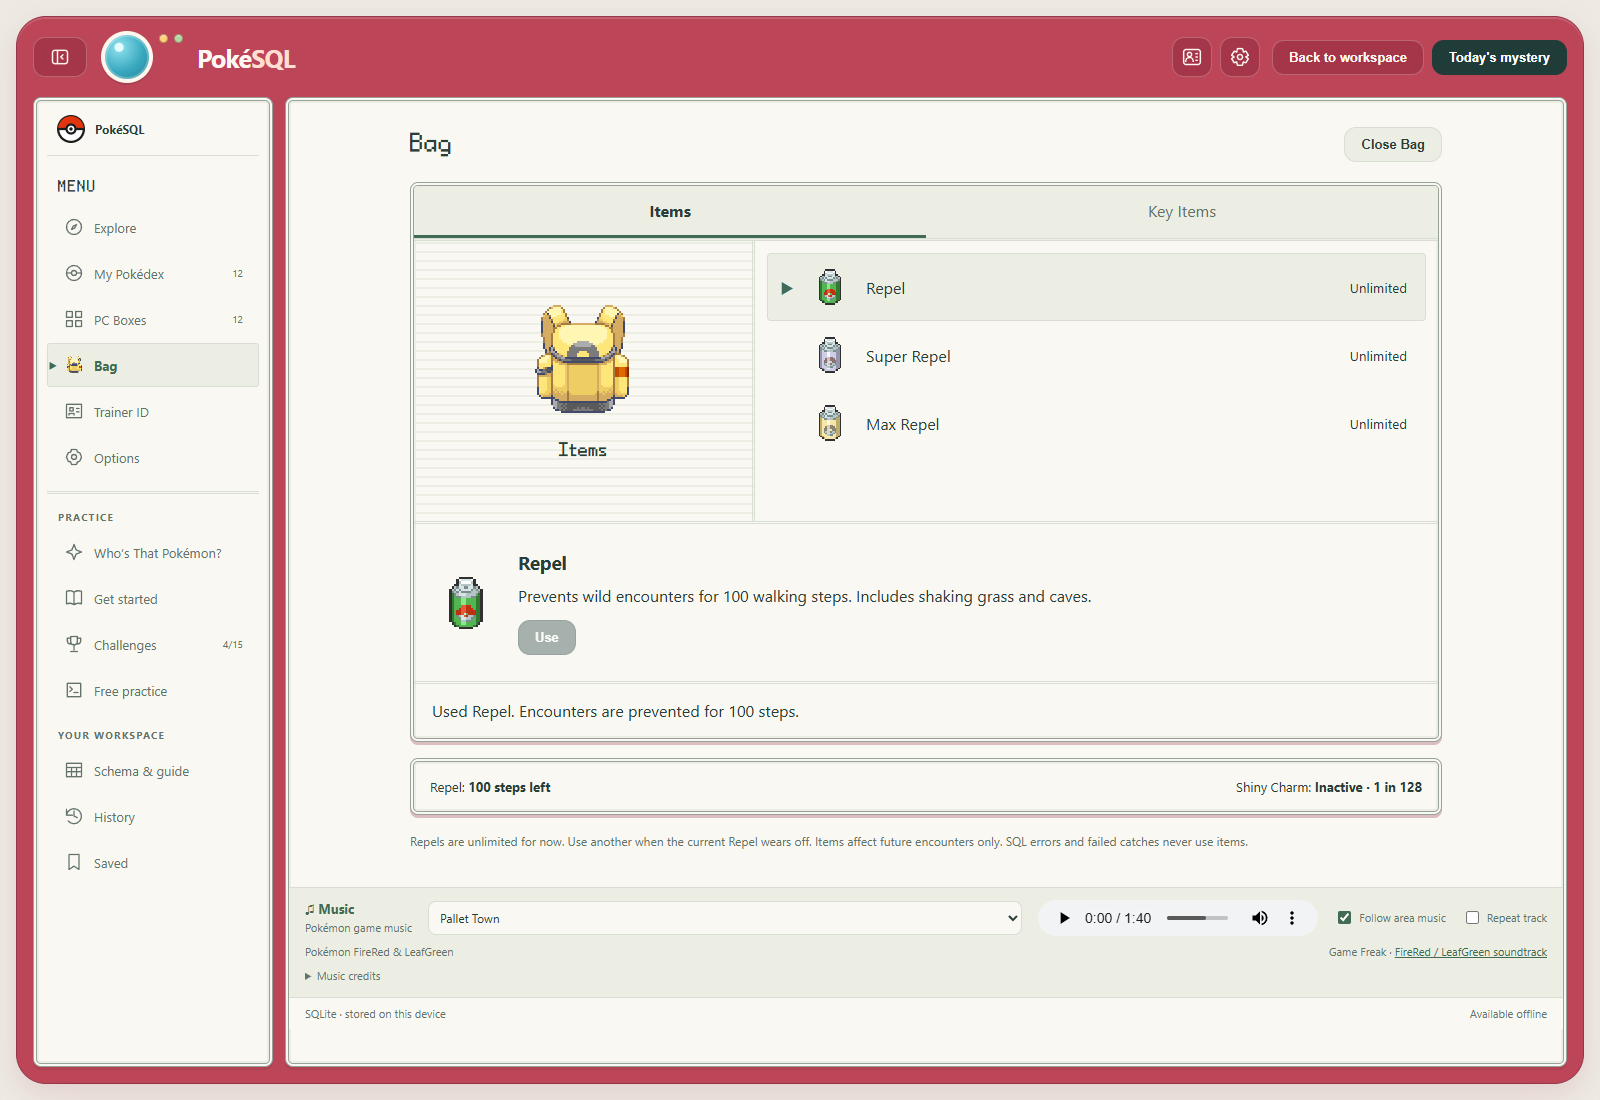 PokéSQL
Back to workspace
Today's mystery
PokéSQL
MENU
Explore
My Pokédex 12
PC Boxes 12
Bag
Trainer ID
Options
PRACTICE
Who's That Pokémon?
Get started
Challenges 4/15
Free practice
YOUR WORKSPACE
Schema & guide
History
Saved
Bag
Close Bag
Items
Key Items
Items
Repel Unlimited
Super Repel Unlimited
Max Repel Unlimited
Repel
Prevents wild encounters for 100 walking steps. Includes shaking grass and caves.
Use
Used Repel. Encounters are prevented for 100 steps.
Repel: 100 steps left
Shiny Charm: Inactive · 1 in 128
Repels are unlimited for now. Use another when the current Repel wears off. Items affect future encounters only. SQL errors and failed catches never use items.
♫ Music
Pokémon game music
Pallet Town
0:00 / 1:40
Follow area music
Repeat track
Pokémon FireRed & LeafGreen
Game Freak · FireRed / LeafGreen soundtrack
Music credits
SQLite · stored on this device
Available offline